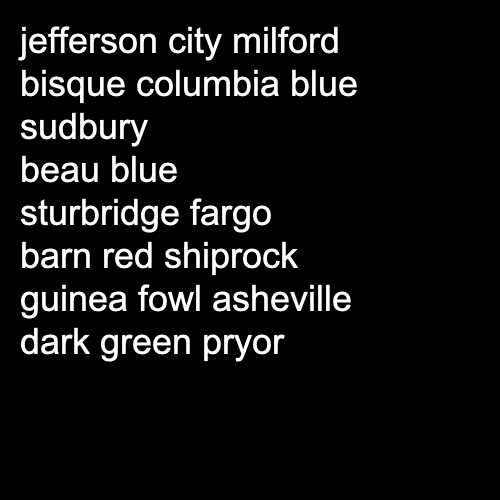 jefferson city milford
bisque columbia blue
sudbury
beau blue
sturbridge fargo
barn red shiprock
guinea fowl asheville
dark green pryor